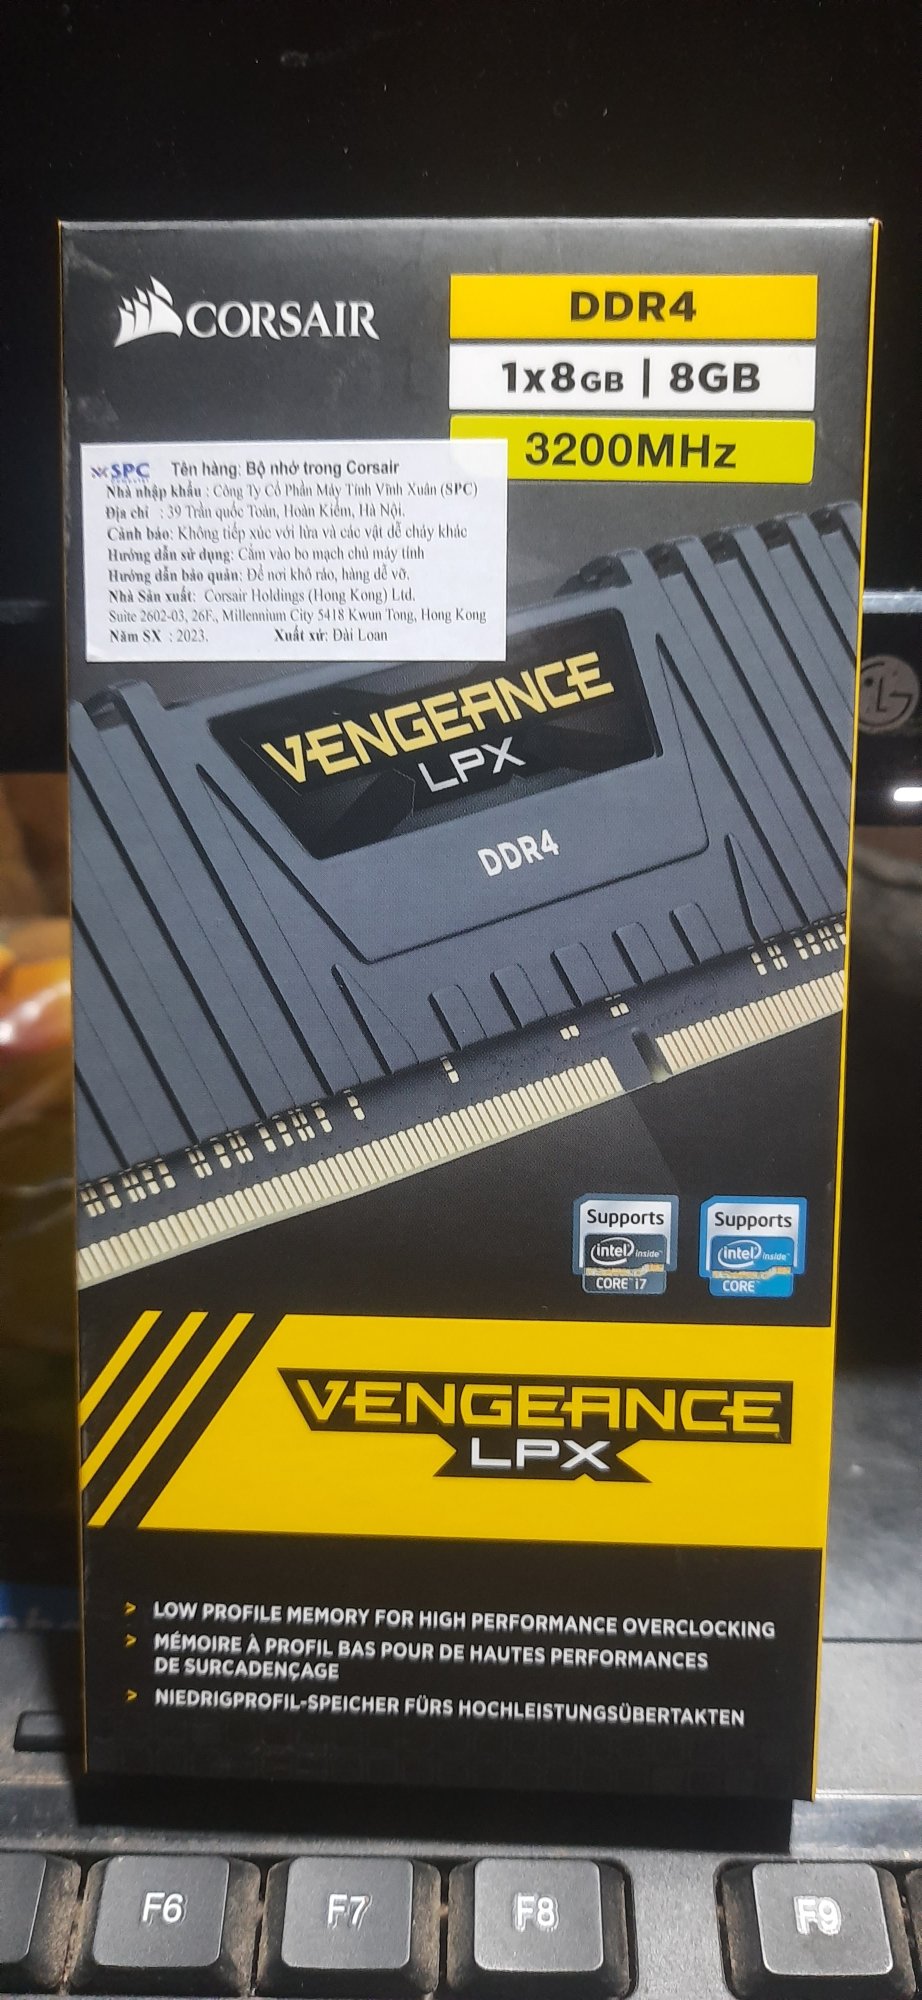 CORSAIR
DDR4
1x8GB | 8GB
3200MHz
SPC Tên hàng: Bộ nhớ trong Corsair
Nhà nhập khẩu : Công Ty Cổ Phần Máy Tính Vĩnh Xuân (SPC)
Địa chỉ : 39 Trần quốc Toản, Hoàn Kiếm, Hà Nội.
Cảnh báo: Không tiếp xúc với lửa và các vật dễ cháy khác
Hướng dẫn sử dụng: Cắm vào bo mạch chủ máy tính
Hướng dẫn bảo quản: Để nơi khô ráo, hàng dễ vỡ.
Nhà Sản xuất: Corsair Holdings (Hong Kong) Ltd.
Suite 2602-03, 26F., Millennium City 5418 Kwun Tong, Hong Kong
Năm SX : 2023. Xuất xứ: Đài Loan
VENGEANCE
LPX
DDR4
LG
Supports
intel inside™
CORE™ i7
Supports
intel inside™
CORE™
VENGEANCE
LPX
> LOW PROFILE MEMORY FOR HIGH PERFORMANCE OVERCLOCKING
> MÉMOIRE À PROFIL BAS POUR DE HAUTES PERFORMANCES
DE SURCADENÇAGE
> NIEDRIGPROFIL-SPEICHER FÜRS HOCHLEISTUNGSÜBERTAKTEN
F6 F7 F8 F9